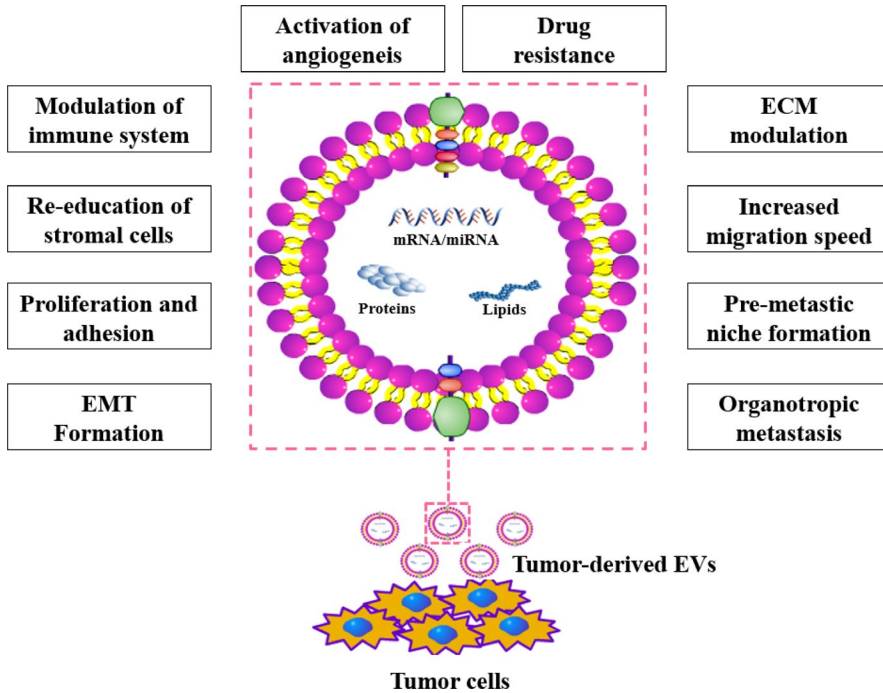 Activation of
angiogeneis
Drug
resistance
Modulation of
immune system
Re-education of
stromal cells
Proliferation and
adhesion
EMT
Formation
ECM
modulation
Increased
migration speed
Pre-metastic
niche formation
Organotropic
metastasis
mRNA/miRNA
Proteins
Lipids
Tumor-derived EVs
Tumor cells